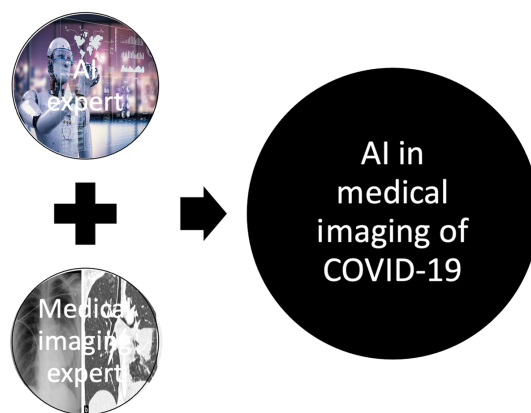 AI
expert
Medical
imaging
expert
b
AI in
medical
imaging of
COVID-19